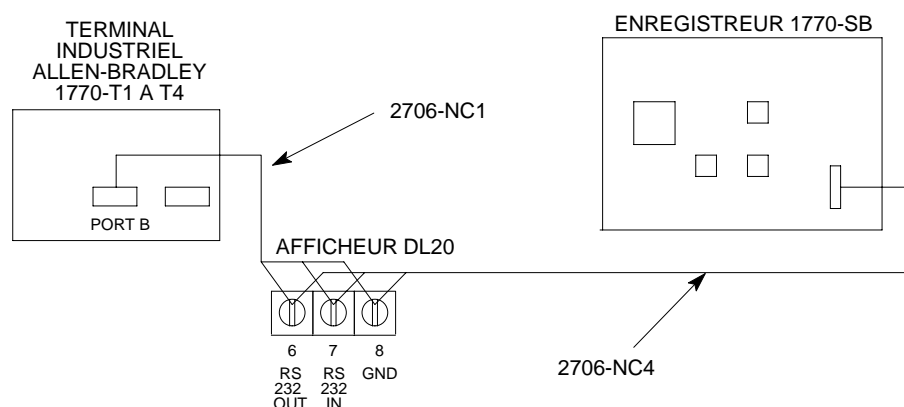 TERMINAL
INDUSTRIEL
ALLEN-BRADLEY
1770-T1 A T4
ENREGISTREUR 1770-SB
2706-NC1
PORT B
AFFICHEUR DL20
6 7 8
RS RS GND
232 232
OUT IN
2706-NC4